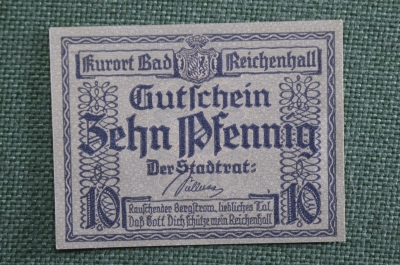 Kurort Bad Reichenhall
Gutschein
Zehn Pfennig
Der Stadtrat:
10 10
Rauschender Bergstrom, liebliches Tal,
Daß Gott Dich schütze mein Reichenhall